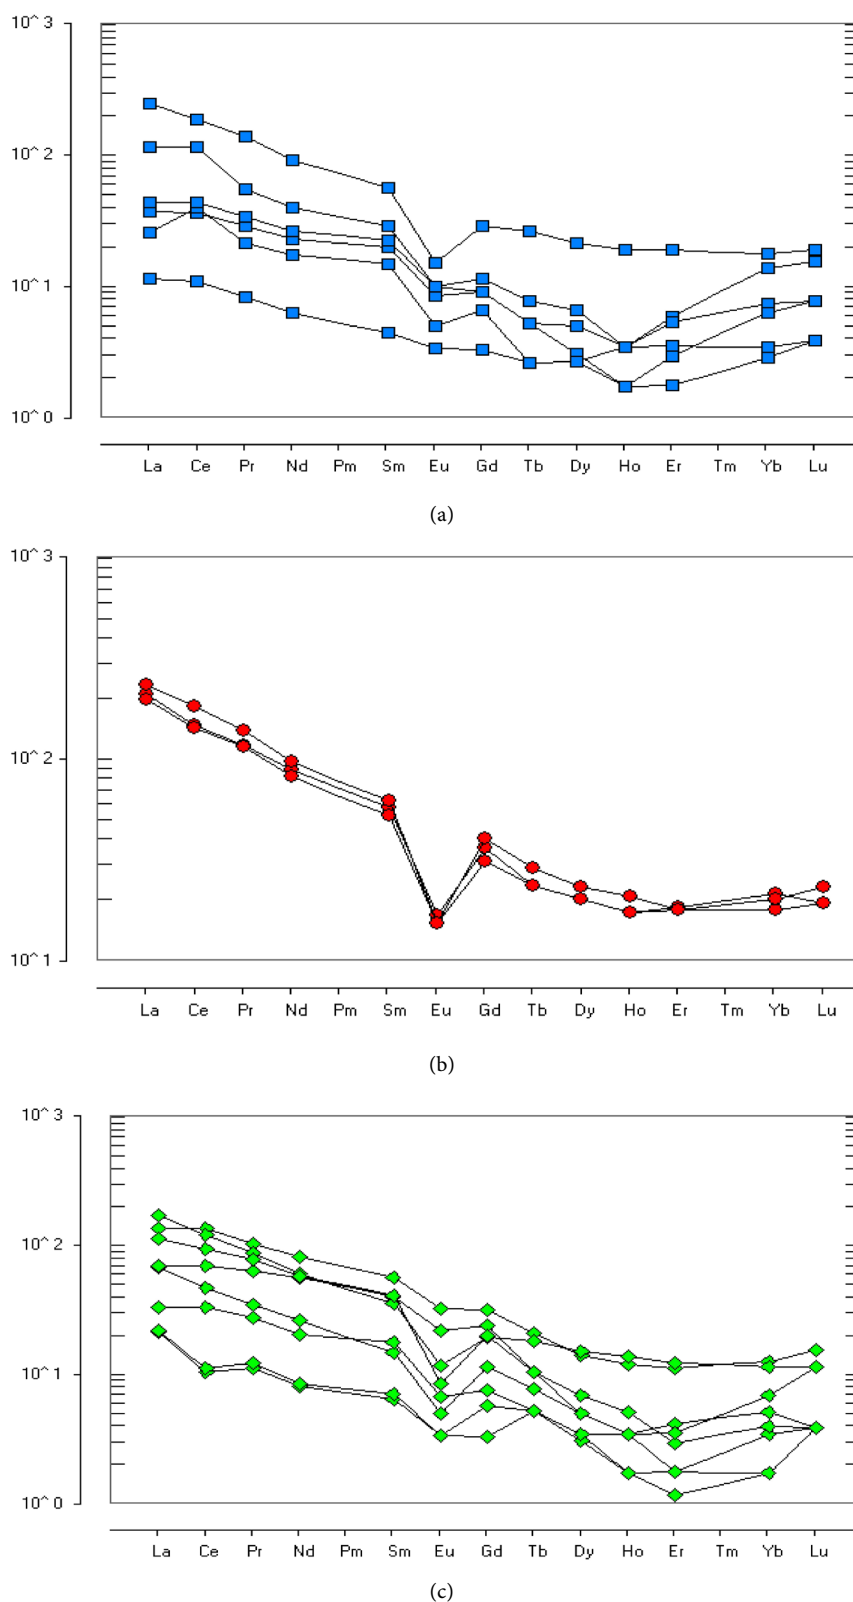 10^3
10^2
10^1
10^0
La Ce Pr Nd Pm Sm Eu Gd Tb Dy Ho Er Tm Yb Lu
(a)
10^3
10^2
10^1
La Ce Pr Nd Pm Sm Eu Gd Tb Dy Ho Er Tm Yb Lu
(b)
10^3
10^2
10^1
10^0
La Ce Pr Nd Pm Sm Eu Gd Tb Dy Ho Er Tm Yb Lu
(c)